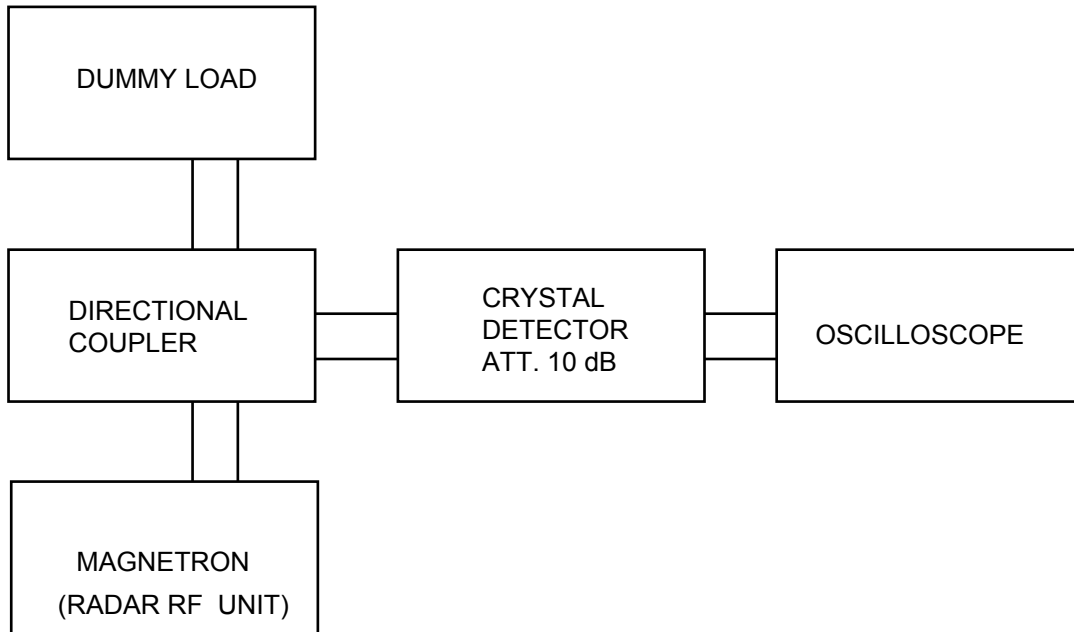 DUMMY LOAD
DIRECTIONAL
COUPLER
CRYSTAL
DETECTOR
ATT. 10 dB
OSCILLOSCOPE
MAGNETRON
(RADAR RF UNIT)